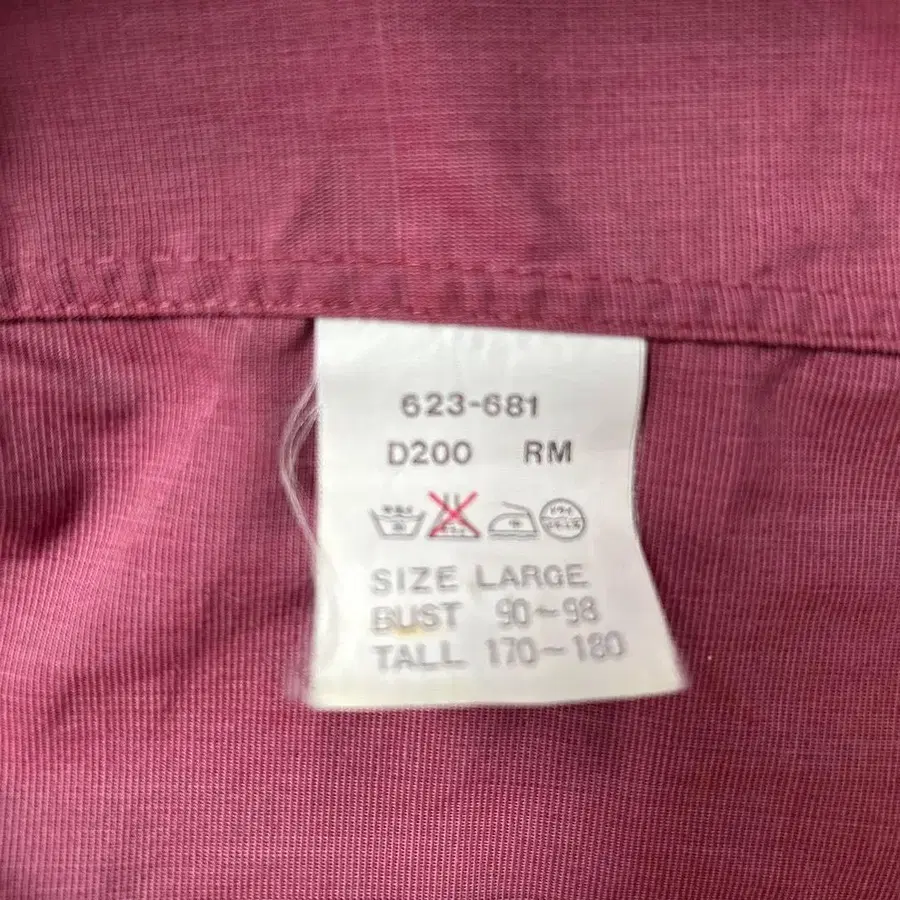 623-681
D200 RM
SIZE LARGE
BUST 90~98
TALL 170~180